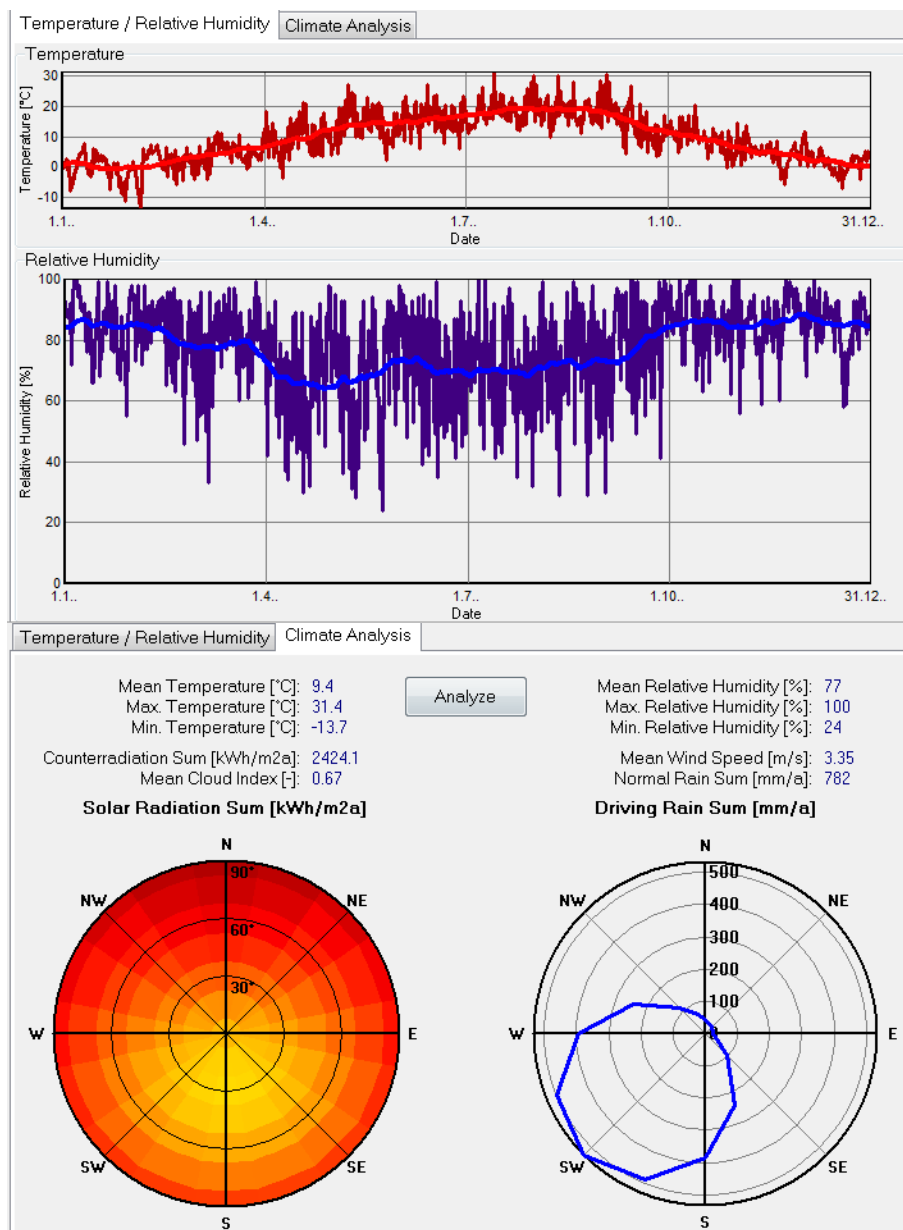 Temperature / Relative Humidity Climate Analysis
Temperature
Temperature [°C]
30
20
10
0
-10
1.1.. 1.4.. 1.7.. 1.10.. 31.12..
Date
Relative Humidity
Relative Humidity [%]
100
80
60
40
20
0
1.1.. 1.4.. 1.7.. 1.10.. 31.12..
Date
Temperature / Relative Humidity Climate Analysis
Mean Temperature [°C]: 9.4
Max. Temperature [°C]: 31.4
Min. Temperature [°C]: -13.7
Counterradiation Sum [kWh/m2a]: 2424.1
Mean Cloud Index [-]: 0.67
Analyze
Mean Relative Humidity [%]: 77
Max. Relative Humidity [%]: 100
Min. Relative Humidity [%]: 24
Mean Wind Speed [m/s]: 3.35
Normal Rain Sum [mm/a]: 782
Solar Radiation Sum [kWh/m2a]
N
NW NE
90°
60°
30°
W E
SW SE
S
Driving Rain Sum [mm/a]
N
NW NE
500
400
300
200
100
0
W E
SW SE
S